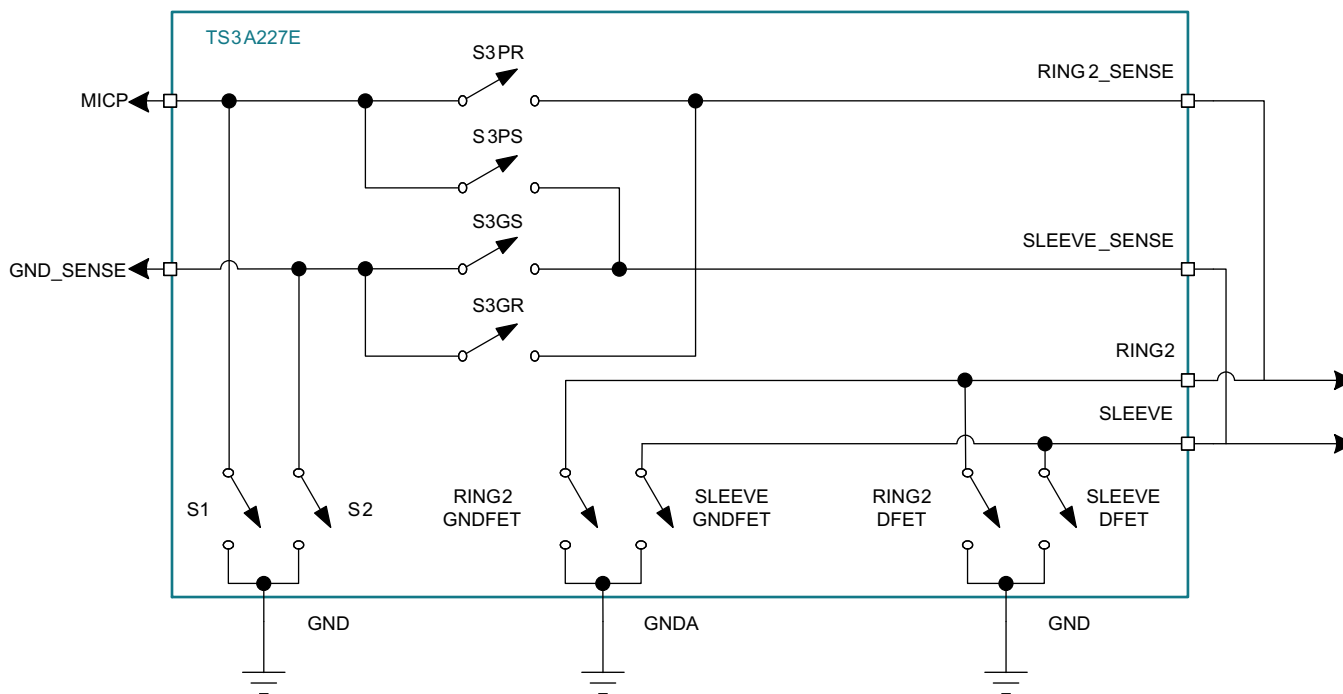 TS3A227E
S3PR
RING2_SENSE
MICP
S3PS
S3GS
SLEEVE_SENSE
GND_SENSE
S3GR
RING2
SLEEVE
S1
S2
RING2
GNDFET
SLEEVE
GNDFET
RING2
DFET
SLEEVE
DFET
GND
GNDA
GND